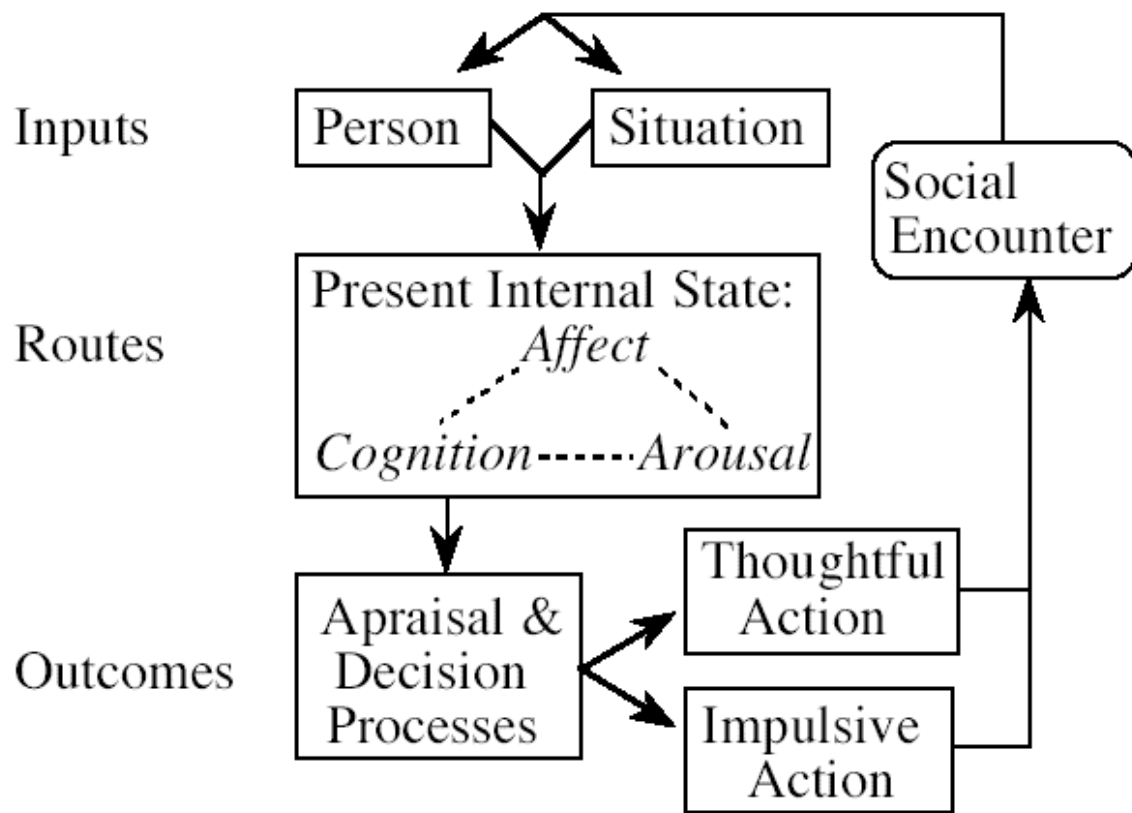 Inputs
Person
Situation
Social
Encounter
Routes
Present Internal State:
Affect
Cognition
Arousal
Outcomes
Apraisal &
Decision
Processes
Thoughtful
Action
Impulsive
Action